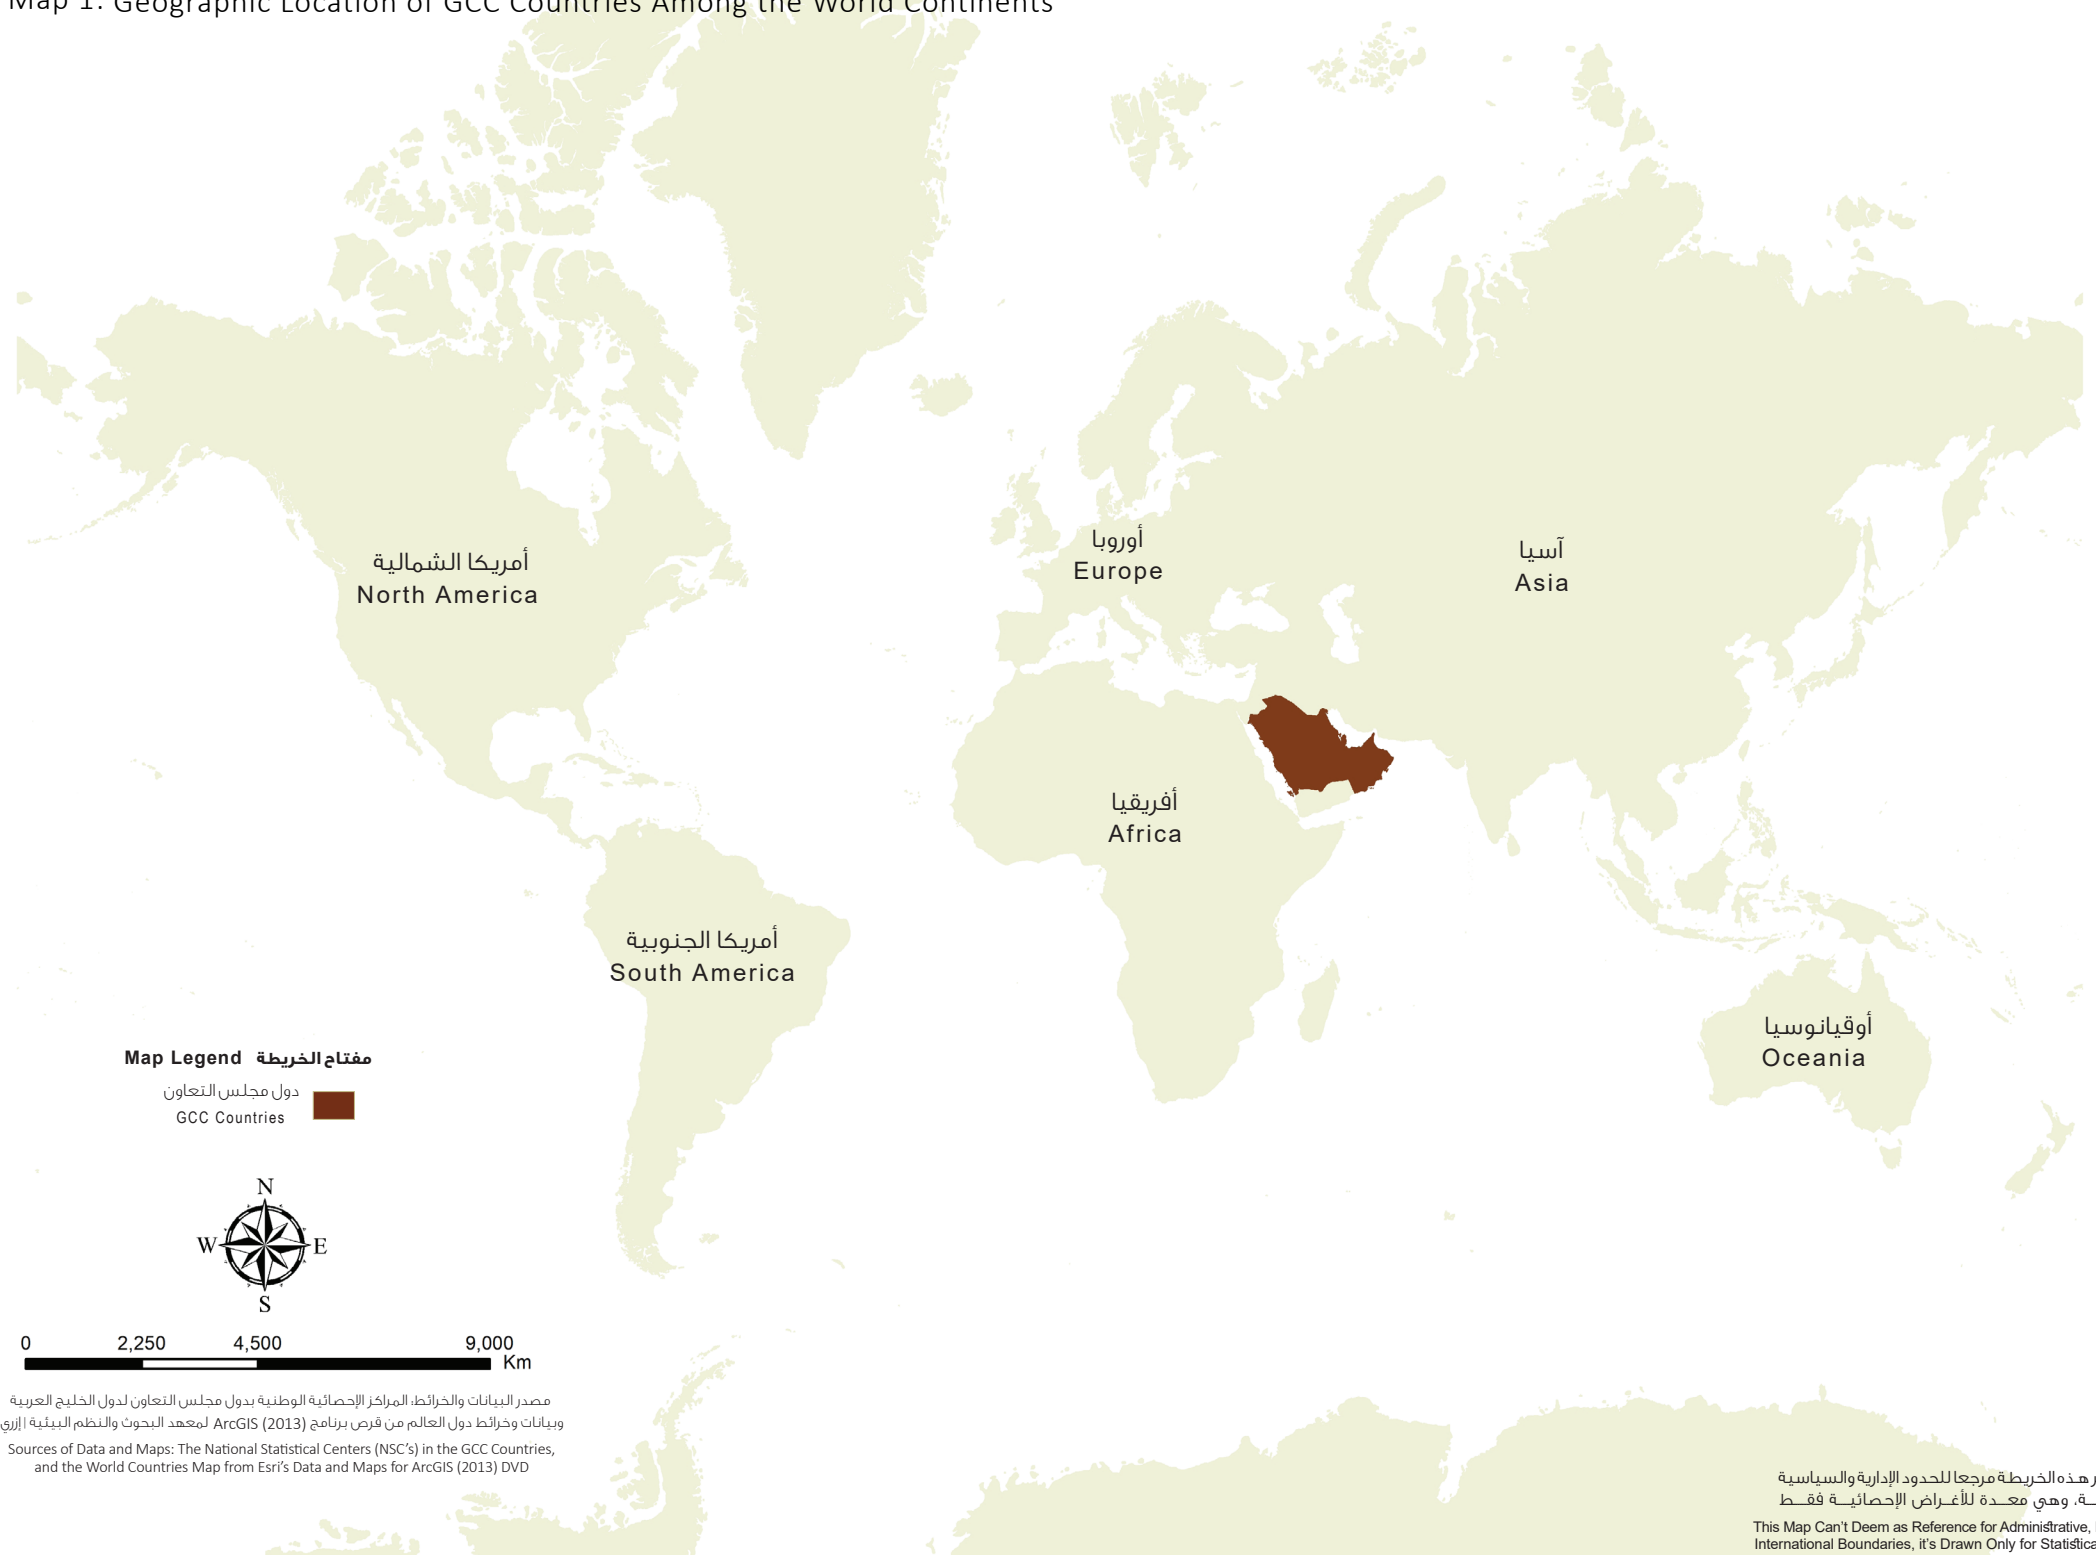 Map 1: Geographic Location of GCC Countries Among the World Continents
أمريكا الشمالية
North America
أوروبا
Europe
آسيا
Asia
أفريقيا
Africa
أمريكا الجنوبية
South America
أوقيانوسيا
Oceania
Map Legend مفتاح الخريطة
دول مجلس التعاون
GCC Countries
N
W E
S
0 2,250 4,500 9,000
Km
مصدر البيانات والخرائط: المراكز الإحصائية الوطنية بدول مجلس التعاون لدول الخليج العربية
وبيانات وخرائط دول العالم من قرص برنامج ArcGIS (2013) لمعهد البحوث والنظم البيئية إزري
Sources of Data and Maps: The National Statistical Centers (NSC's) in the GCC Countries,
and the World Countries Map from Esri's Data and Maps for ArcGIS (2013) DVD
هذه الخريطة مرجعا للحدود الإدارية والسياسية
وهي معدة للأغراض الإحصائية فقط
This Map Can't Deem as Reference for Administrative,
International Boundaries, it's Drawn Only for